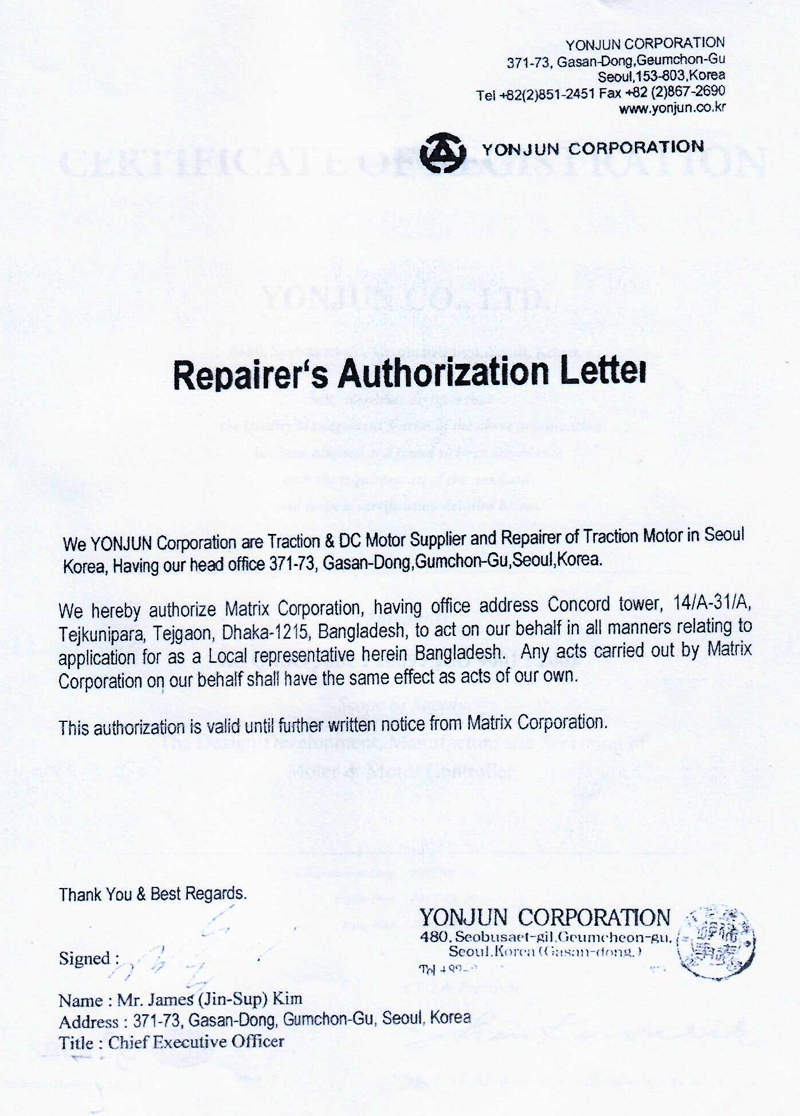 YONJUN CORPORATION
371-73, Gasan-Dong,Geumchon-Gu
Seoul,153-803,Korea
Tel +82(2)851-2451 Fax +82 (2)867-2690
www.yonjun.co.kr
YONJUN CORPORATION
CERTIFICATE OF REGISTRATION
YONJUN CO., LTD.
Repairer's Authorization Letter
We YONJUN Corporation are Traction & DC Motor Supplier and Repairer of Traction Motor in Seoul
Korea, Having our head office 371-73, Gasan-Dong,Gumchon-Gu,Seoul,Korea.
We hereby authorize Matrix Corporation, having office address Concord tower, 14/A-31/A,
Tejkunipara, Tejgaon, Dhaka-1215, Bangladesh, to act on our behalf in all manners relating to
application for as a Local representative herein Bangladesh. Any acts carried out by Matrix
Corporation on our behalf shall have the same effect as acts of our own.
This authorization is valid until further written notice from Matrix Corporation.
Thank You & Best Regards.
YONJUN CORPORATION
480, Seobusaet-gil,Geumcheon-gu,
Seoul,Korea (Gasan-dong,)
Signed :
Name : Mr. James (Jin-Sup) Kim
Address : 371-73, Gasan-Dong, Gumchon-Gu, Seoul, Korea
Title : Chief Executive Officer